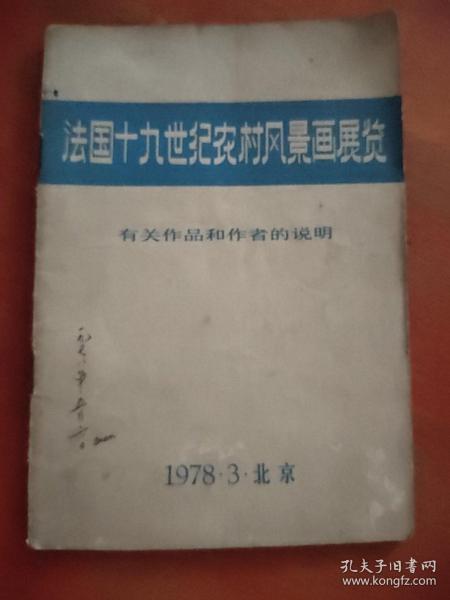 法国十九世纪农村风景画展览
有关作品和作者的说明
1978·3·北京
孔夫子旧书网
www.kongfz.com